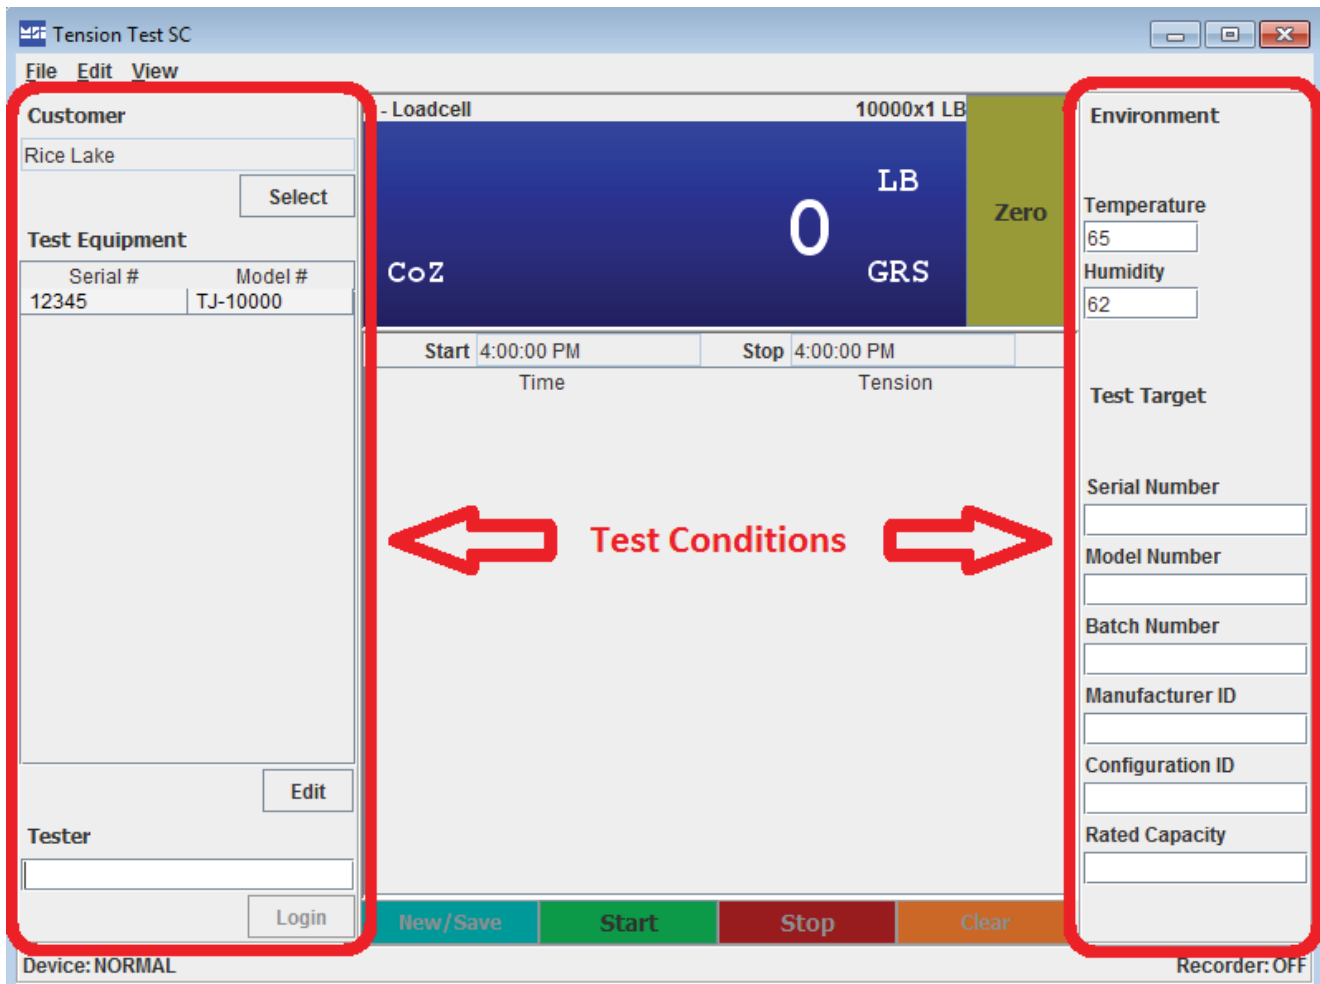 MSI Tension Test SC
File Edit View
Customer
Rice Lake
Select
Test Equipment
Serial # Model #
12345 TJ-10000
Edit
Tester
Login
- Loadcell 10000x1 LB
LB
0
CoZ GRS
Zero
Start 4:00:00 PM Stop 4:00:00 PM
Time Tension
Test Conditions
New/Save Start Stop Clear
Environment
Temperature
65
Humidity
62
Test Target
Serial Number
Model Number
Batch Number
Manufacturer ID
Configuration ID
Rated Capacity
Device: NORMAL Recorder: OFF